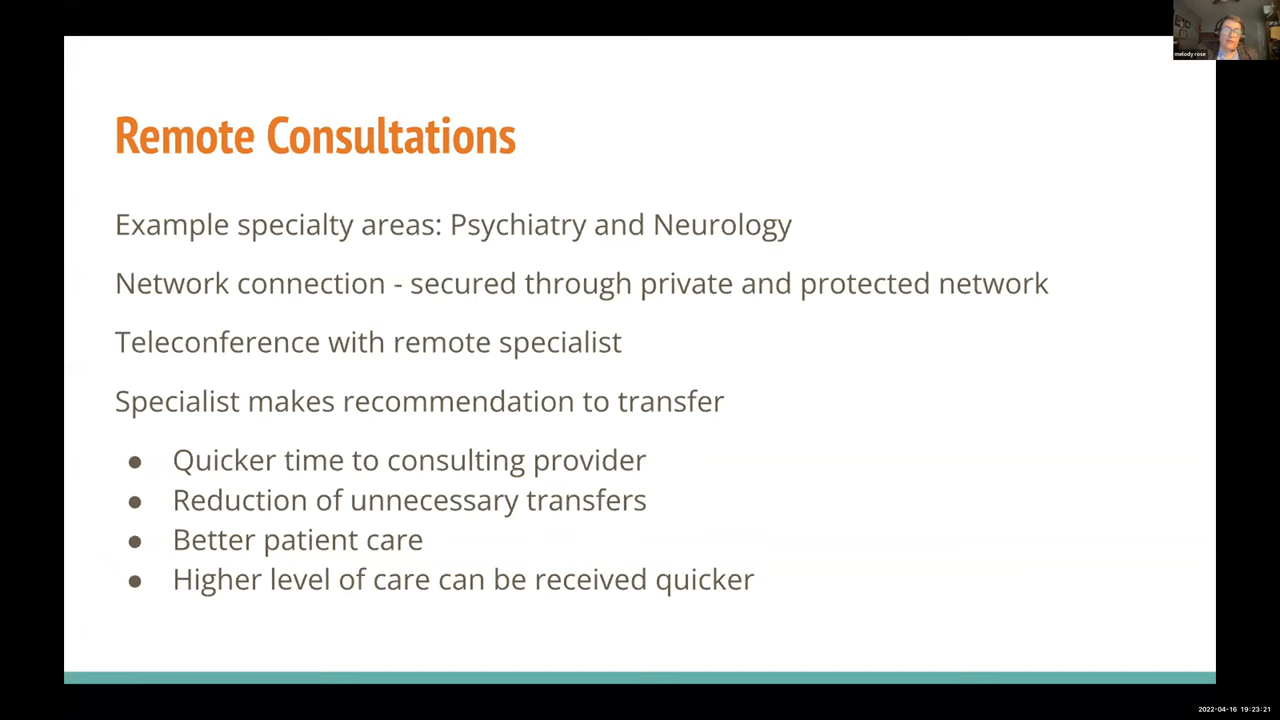 melody rose
Remote Consultations
Example specialty areas: Psychiatry and Neurology
Network connection - secured through private and protected network
Teleconference with remote specialist
Specialist makes recommendation to transfer
● Quicker time to consulting provider
● Reduction of unnecessary transfers
● Better patient care
● Higher level of care can be received quicker
2022-04-16 19:23:21